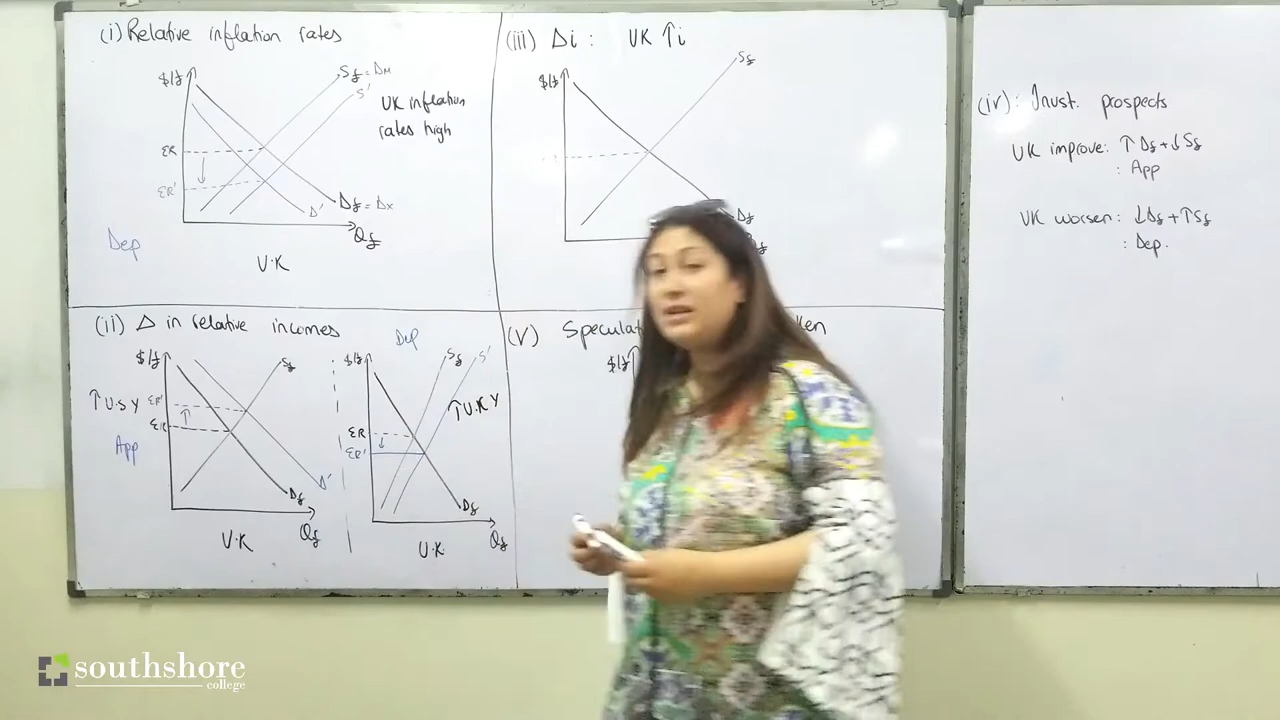 (i) Relative inflation rates
$/£
S£ = DM
S'
UK inflation
rates high
ER
ER'
D'
D£ = DX
Q£
Dep
U.K
(ii) Δ in relative incomes
$/£
S£
↑U.S Y
ER'
ER
App
D'
D£
Q£
U.K
Dep
$/£
S£
S'
↑U.K Y
ER
ER'
D£
Q£
U.K
(iii) Δi : UK ↑i
$/£
S£
D£
(V) Speculat
ken
$/£
(iv): Invst. prospects
UK improve: ↑D£+↓S£
: App
UK worsen: ↓D£+↑S£
: Dep.
southshore
college